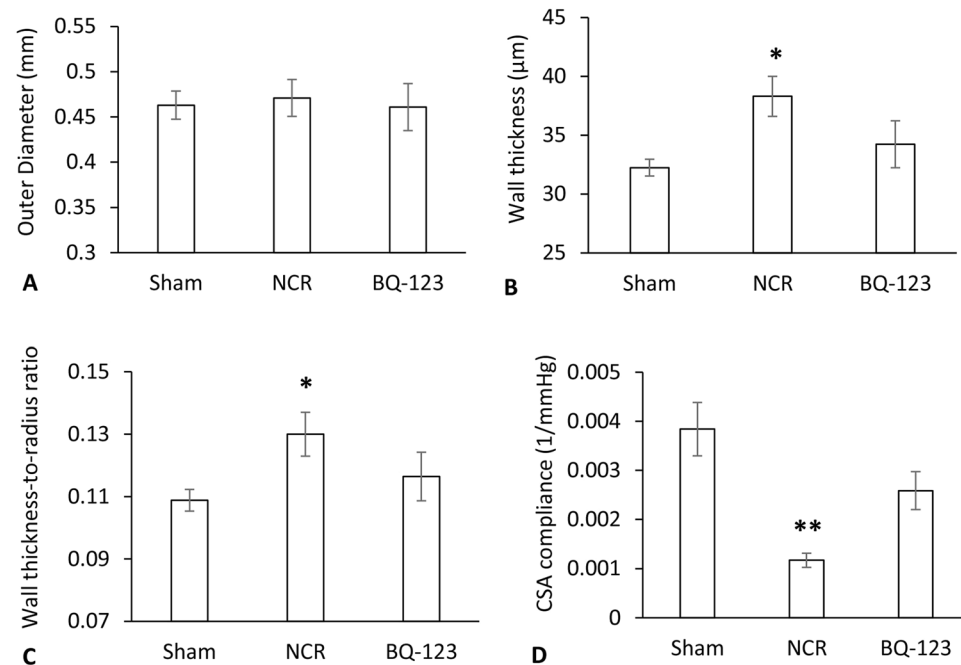 Outer Diameter (mm)
0.55
0.5
0.45
0.4
0.35
0.3
Sham NCR BQ-123
A
Wall thickness (μm)
45
40
35
30
25
*
Sham NCR BQ-123
B
Wall thickness-to-radius ratio
0.15
0.13
0.11
0.09
0.07
*
Sham NCR BQ-123
C
CSA compliance (1/mmHg)
0.005
0.004
0.003
0.002
0.001
0
**
Sham NCR BQ-123
D